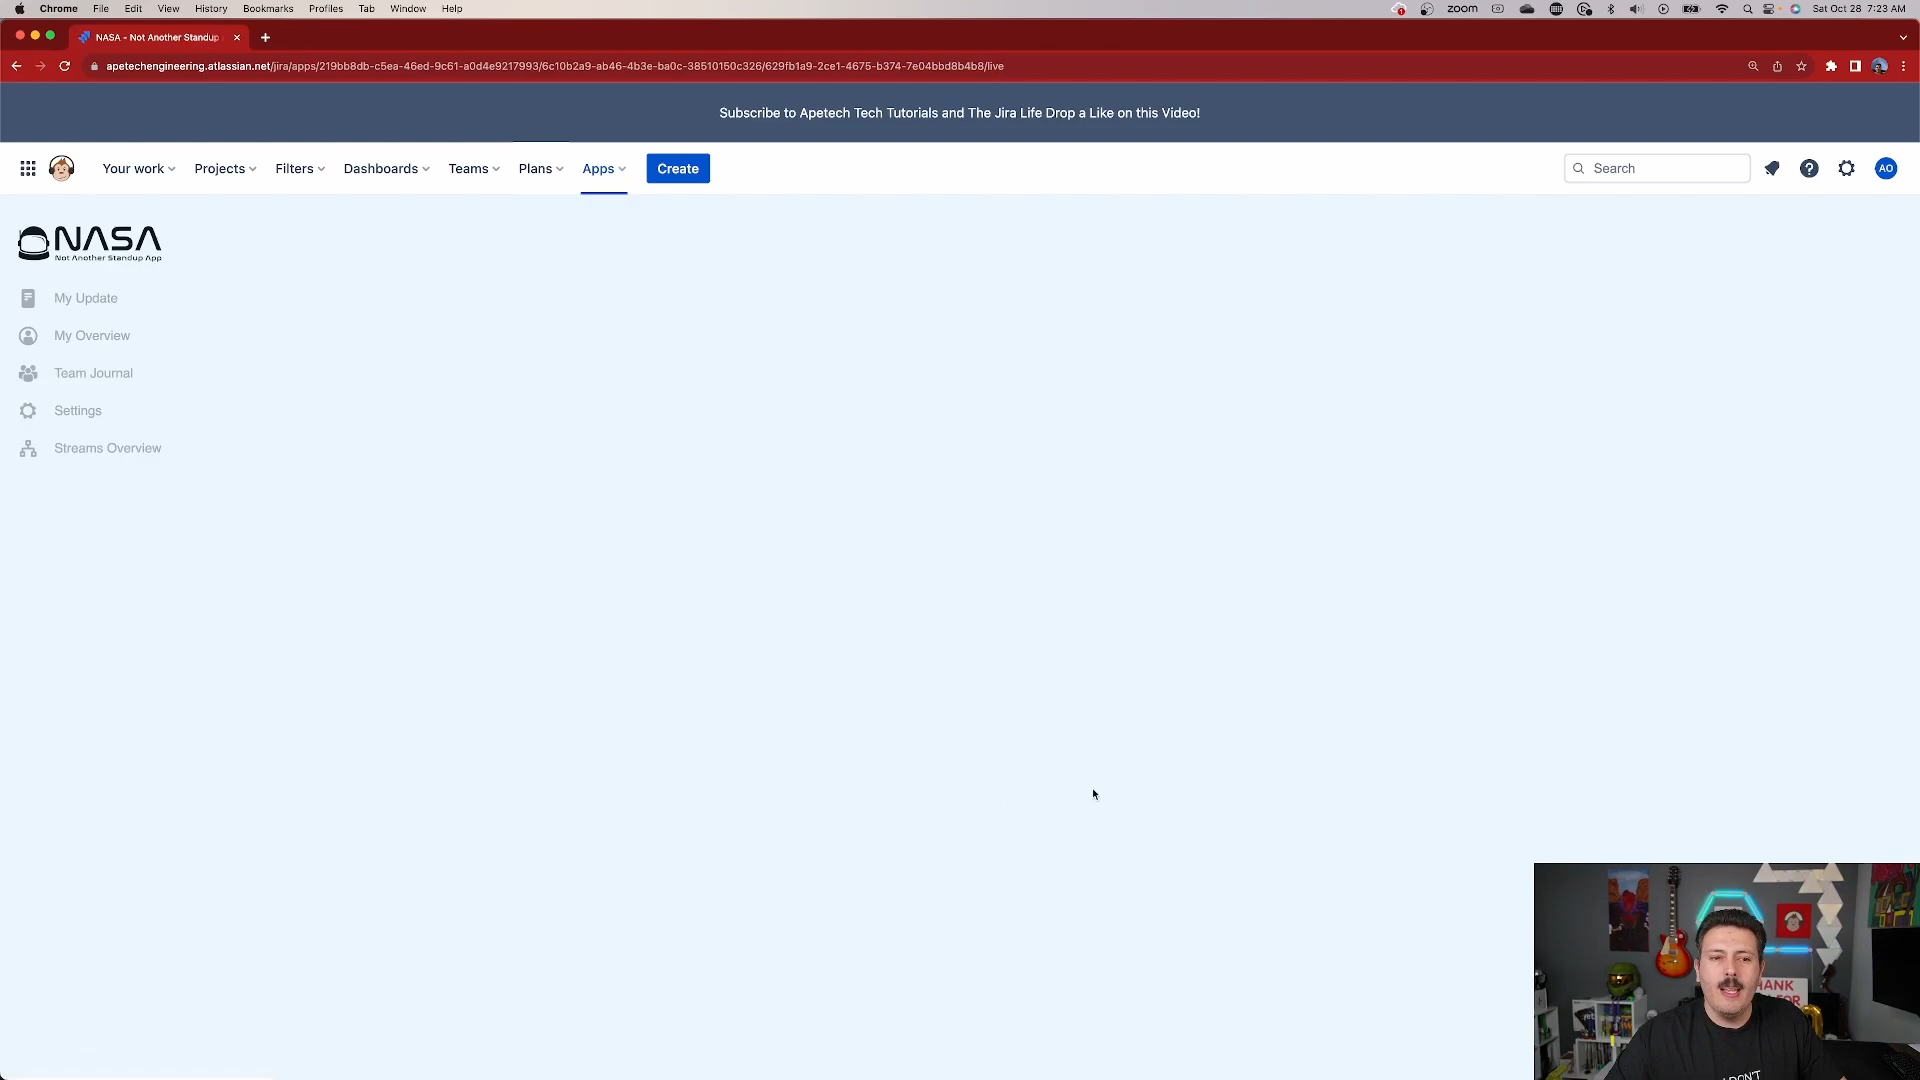 Chrome File Edit View History Bookmarks Profiles Tab Window Help
zoom
Sat Oct 28 7:23 AM
NASA - Not Another Standup
apetechengineering.atlassian.net/jira/apps/219bb8db-c5ea-46ed-9c61-a0d4e9217993/6c10b2a9-ab46-4b3e-ba0c-38510150c326/629fb1a9-2ce1-4675-b374-7e04bbd8b4b8/live
Subscribe to Apetech Tech Tutorials and The Jira Life Drop a Like on this Video!
Your work Projects Filters Dashboards Teams Plans Apps Create
Search
AO
NASA
Not Another Standup App
My Update
My Overview
Team Journal
Settings
Streams Overview
HANK
FOR
DON'T